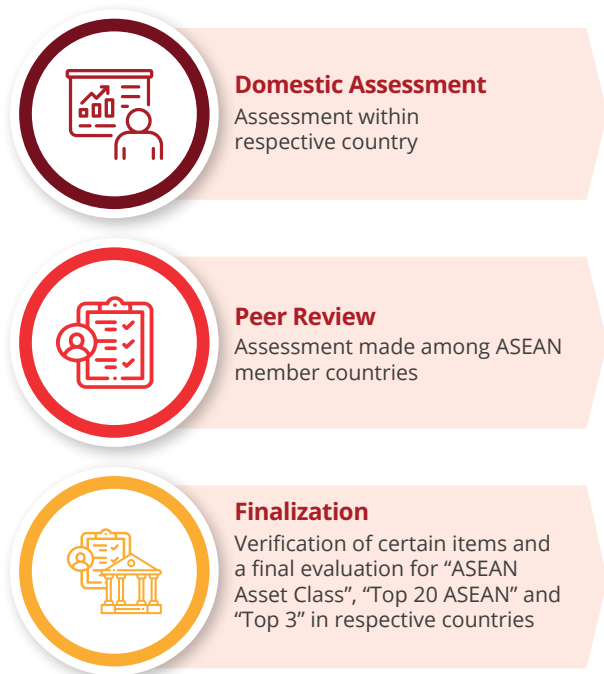 Domestic Assessment
Assessment within
respective country
Peer Review
Assessment made among ASEAN
member countries
Finalization
Verification of certain items and
a final evaluation for “ASEAN
Asset Class”, “Top 20 ASEAN” and
“Top 3” in respective countries